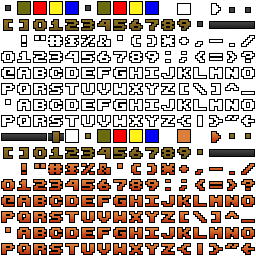 []0123456789
!"#$%&'()*+,-./
0123456789:;<=>?
@ABCDEFGHIJKLMNO
PQRSTUVWXYZ[\]^_
`ABCDEFGHIJKLMNO
PQRSTUVWXYZ{|}~
[]0123456789
!"#$%&'()*+,-./
0123456789:;<=>?
@ABCDEFGHIJKLMNO
PQRSTUVWXYZ[\]^_
`ABCDEFGHIJKLMNO
PQRSTUVWXYZ{|}~